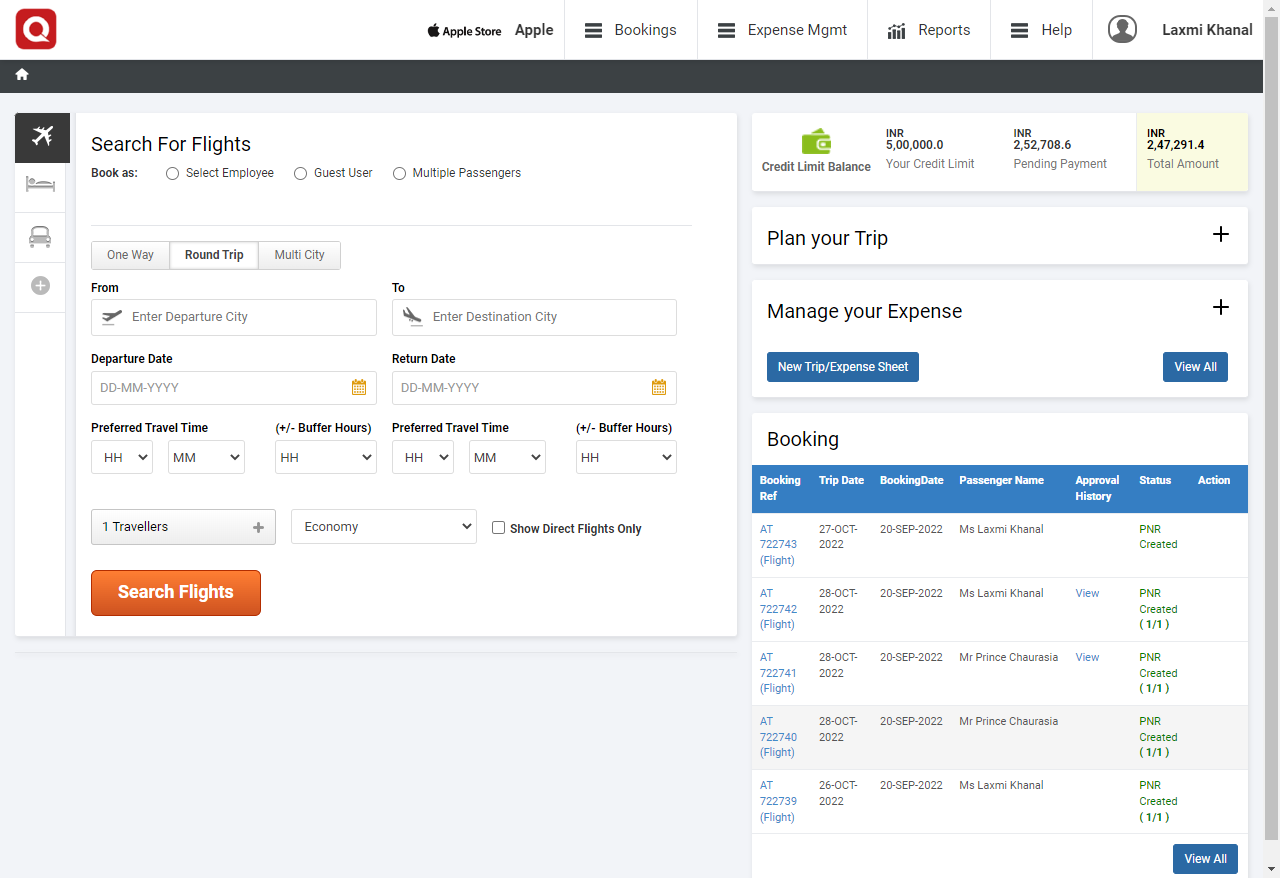 Apple Store
Apple
Bookings
Expense Mgmt
Reports
Help
Laxmi Khanal
Search For Flights
Book as:
Select Employee
Guest User
Multiple Passengers
One Way
Round Trip
Multi City
From
To
Enter Departure City
Enter Destination City
Departure Date
Return Date
DD-MM-YYYY
DD-MM-YYYY
Preferred Travel Time
(+/- Buffer Hours)
Preferred Travel Time
(+/- Buffer Hours)
HH
MM
HH
HH
MM
HH
1 Travellers
Economy
Show Direct Flights Only
Search Flights
Credit Limit Balance
INR
5,00,000.0
Your Credit Limit
INR
2,52,708.6
Pending Payment
INR
2,47,291.4
Total Amount
Plan your Trip
Manage your Expense
New Trip/Expense Sheet
View All
Booking
Booking Trip Date BookingDate Passenger Name Approval Status Action
Ref History
AT 27-OCT- 20-SEP-2022 Ms Laxmi Khanal PNR
722743 2022 Created
(Flight)
AT 28-OCT- 20-SEP-2022 Ms Laxmi Khanal View PNR
722742 2022 Created
(Flight) ( 1/1 )
AT 28-OCT- 20-SEP-2022 Mr Prince Chaurasia View PNR
722741 2022 Created
(Flight) ( 1/1 )
AT 28-OCT- 20-SEP-2022 Mr Prince Chaurasia PNR
722740 2022 Created
(Flight) ( 1/1 )
AT 26-OCT- 20-SEP-2022 Ms Laxmi Khanal PNR
722739 2022 Created
(Flight) ( 1/1 )
View All